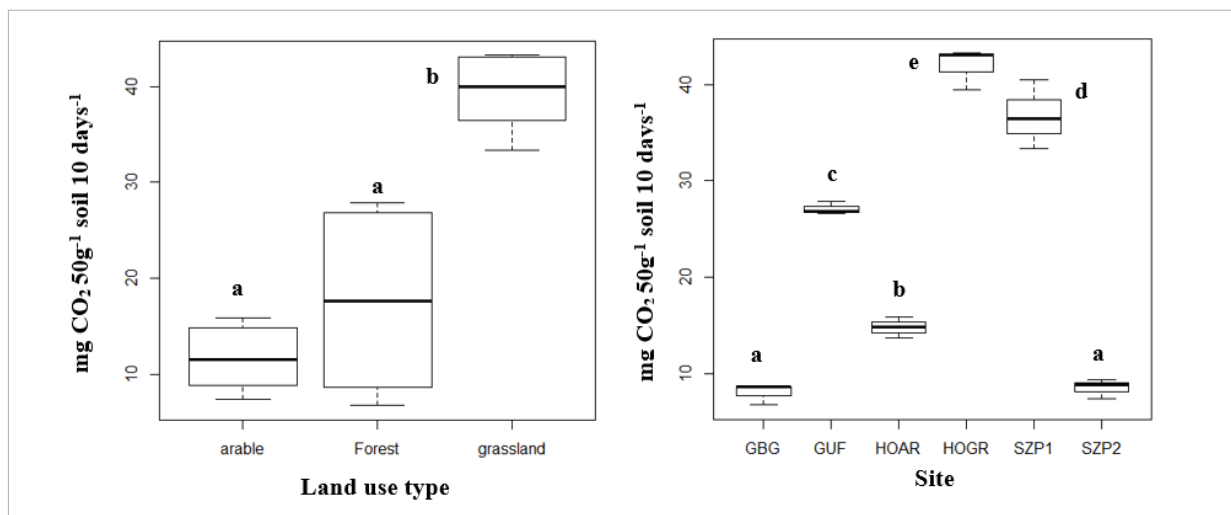 mg CO₂ 50g⁻¹ soil 10 days⁻¹
40
30
20
10
a
a
b
arable Forest grassland
Land use type
mg CO₂ 50g⁻¹ soil 10 days⁻¹
40
30
20
10
a
c
b
e
d
a
GBG GUF HOAR HOGR SZP1 SZP2
Site